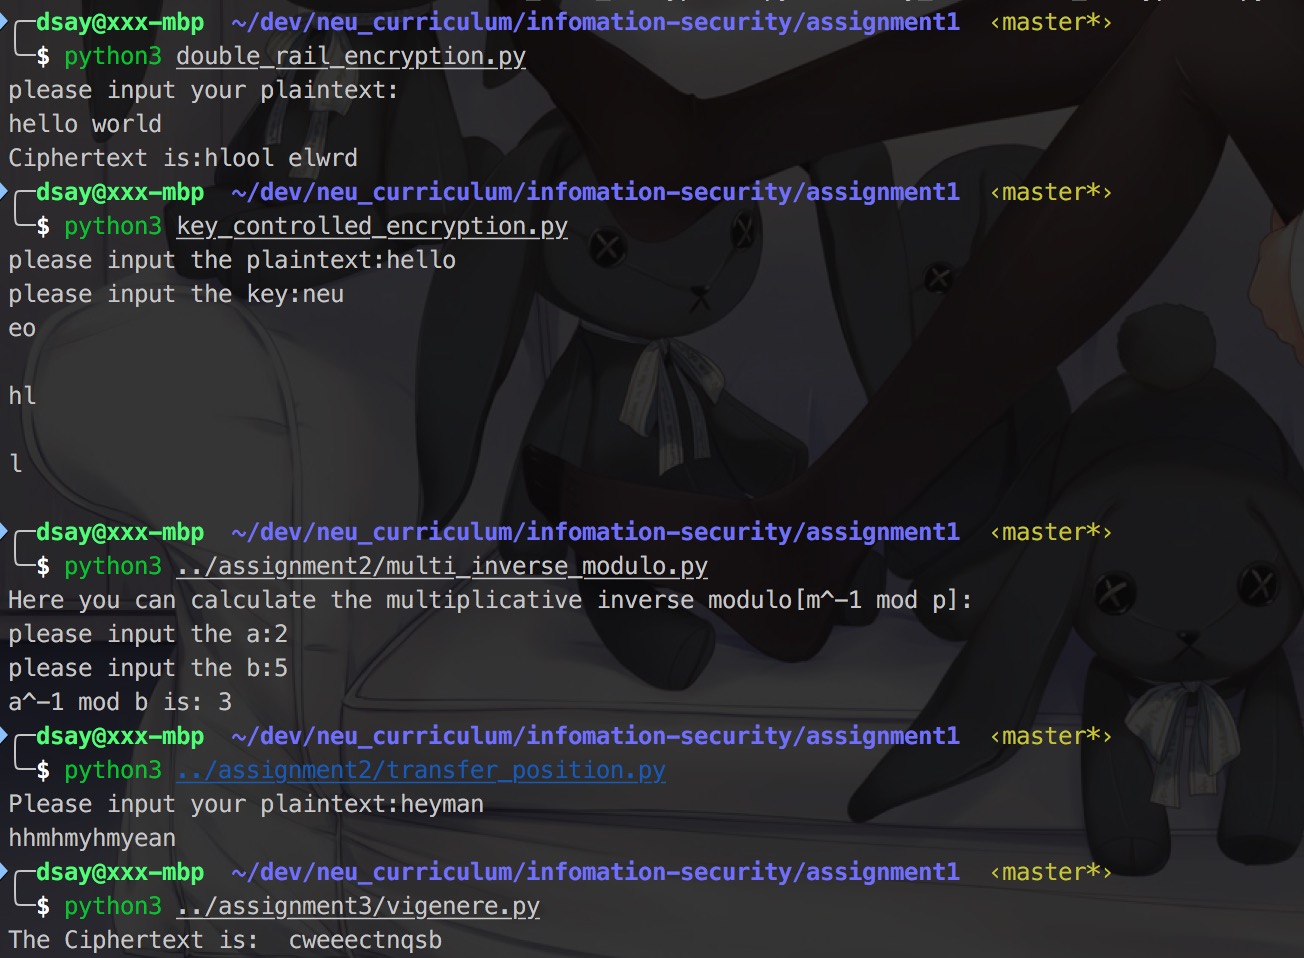 dsay@xxx-mbp ~/dev/neu_curriculum/infomation-security/assignment1 ‹master*›
$ python3 double_rail_encryption.py
please input your plaintext:
hello world
Ciphertext is:hlool elwrd
dsay@xxx-mbp ~/dev/neu_curriculum/infomation-security/assignment1 ‹master*›
$ python3 key_controlled_encryption.py
please input the plaintext:hello
please input the key:neu
eo
hl
l
dsay@xxx-mbp ~/dev/neu_curriculum/infomation-security/assignment1 ‹master*›
$ python3 ../assignment2/multi_inverse_modulo.py
Here you can calculate the multiplicative inverse modulo[m^-1 mod p]:
please input the a:2
please input the b:5
a^-1 mod b is: 3
dsay@xxx-mbp ~/dev/neu_curriculum/infomation-security/assignment1 ‹master*›
$ python3 ../assignment2/transfer_position.py
Please input your plaintext:heyman
hhmhmyhmyean
dsay@xxx-mbp ~/dev/neu_curriculum/infomation-security/assignment1 ‹master*›
$ python3 ../assignment3/vigenere.py
The Ciphertext is:  cweeectnqsb